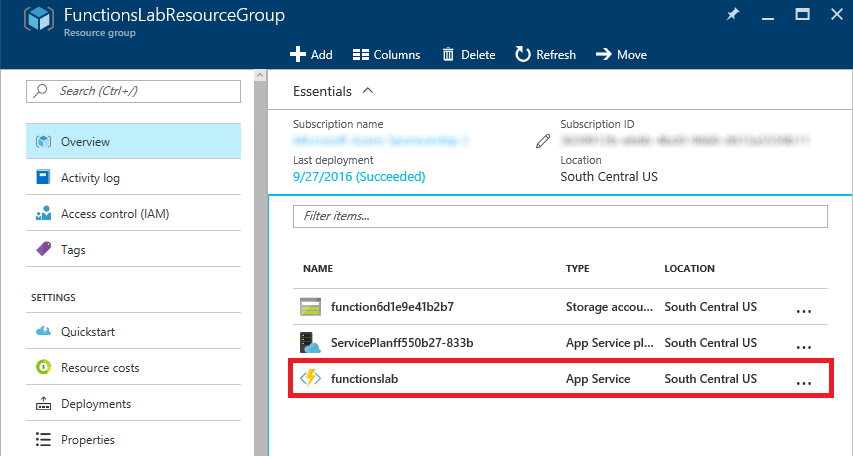 FunctionsLabResourceGroup
Resource group
Add Columns Delete Refresh Move
Search (Ctrl+/)
Overview
Activity log
Access control (IAM)
Tags
SETTINGS
Quickstart
Resource costs
Deployments
Properties
Essentials
Subscription name Subscription ID
Last deployment Location
9/27/2016 (Succeeded) South Central US
Filter items...
NAME TYPE LOCATION
function6d1e9e41b2b7 Storage accou... South Central US ...
ServicePlanff550b27-833b App Service pl... South Central US ...
functionslab App Service South Central US ...